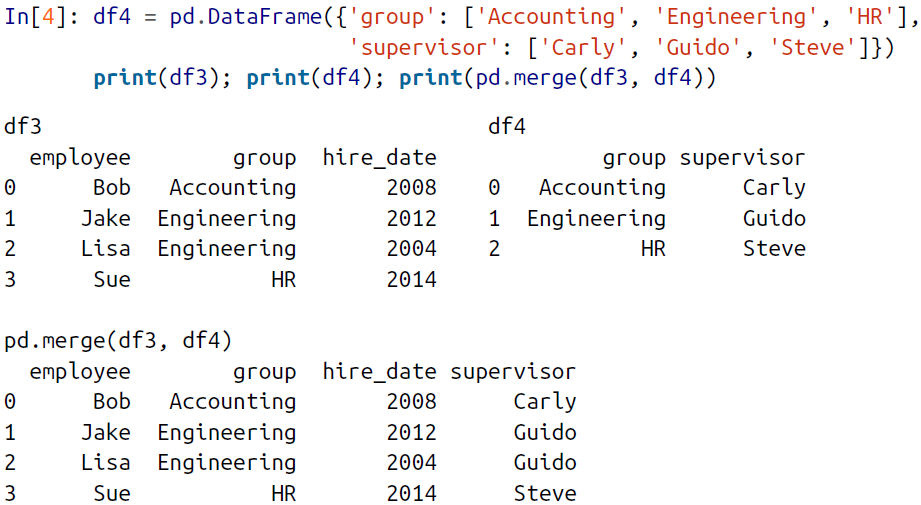 In[4]: df4 = pd.DataFrame({'group': ['Accounting', 'Engineering', 'HR'],
                           'supervisor': ['Carly', 'Guido', 'Steve']})
       print(df3); print(df4); print(pd.merge(df3, df4))
df3                                   df4
  employee        group  hire_date             group supervisor
0      Bob   Accounting       2008    0   Accounting      Carly
1     Jake  Engineering       2012    1  Engineering      Guido
2     Lisa  Engineering       2004    2           HR      Steve
3      Sue           HR       2014
pd.merge(df3, df4)
  employee        group  hire_date supervisor
0      Bob   Accounting       2008      Carly
1     Jake  Engineering       2012      Guido
2     Lisa  Engineering       2004      Guido
3      Sue           HR       2014      Steve